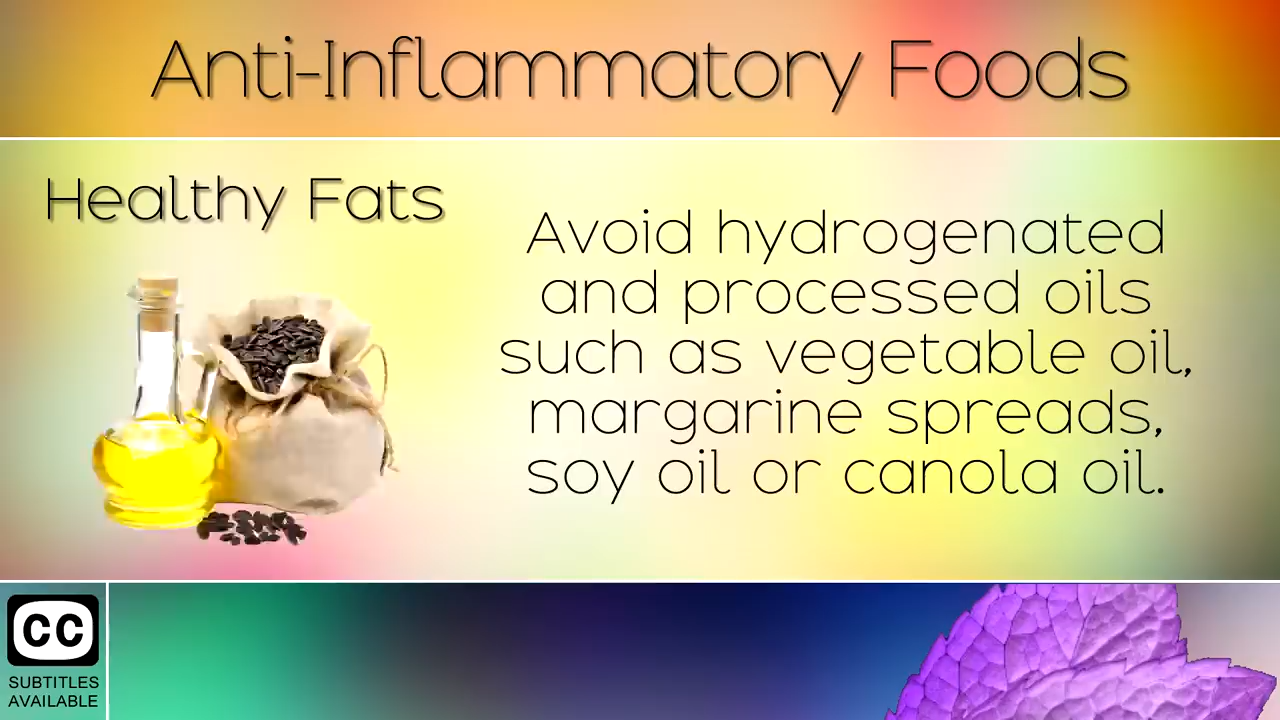 Anti-Inflammatory Foods
Healthy Fats
Avoid hydrogenated
and processed oils
such as vegetable oil,
margarine spreads,
soy oil or canola oil.
CC
SUBTITLES
AVAILABLE